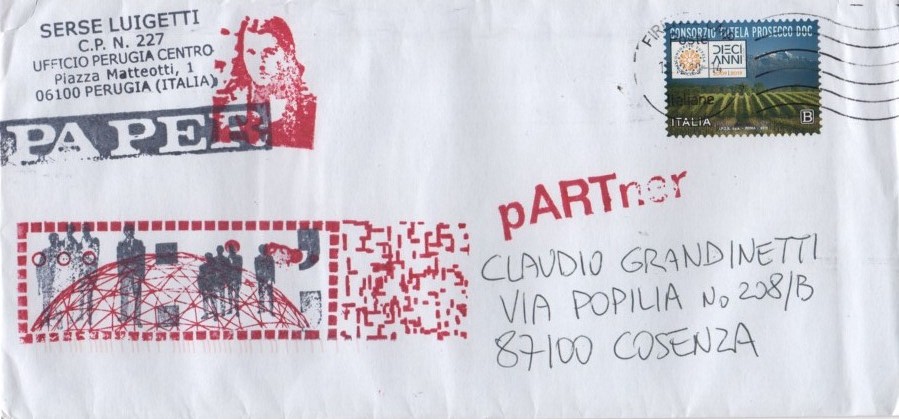 SERSE LUIGETTI
C.P. N. 227
UFFICIO PERUGIA CENTRO
Piazza Matteotti, 1
06100 PERUGIA (ITALIA)
PAPER
CONSORZIO TUTELA PROSECCO DOC
DIECI
ANNI
italiane
ITALIA
B
pARTner
CLAUDIO GRANDINETTI
VIA POPILIA No 208/B
87100 COSENZA